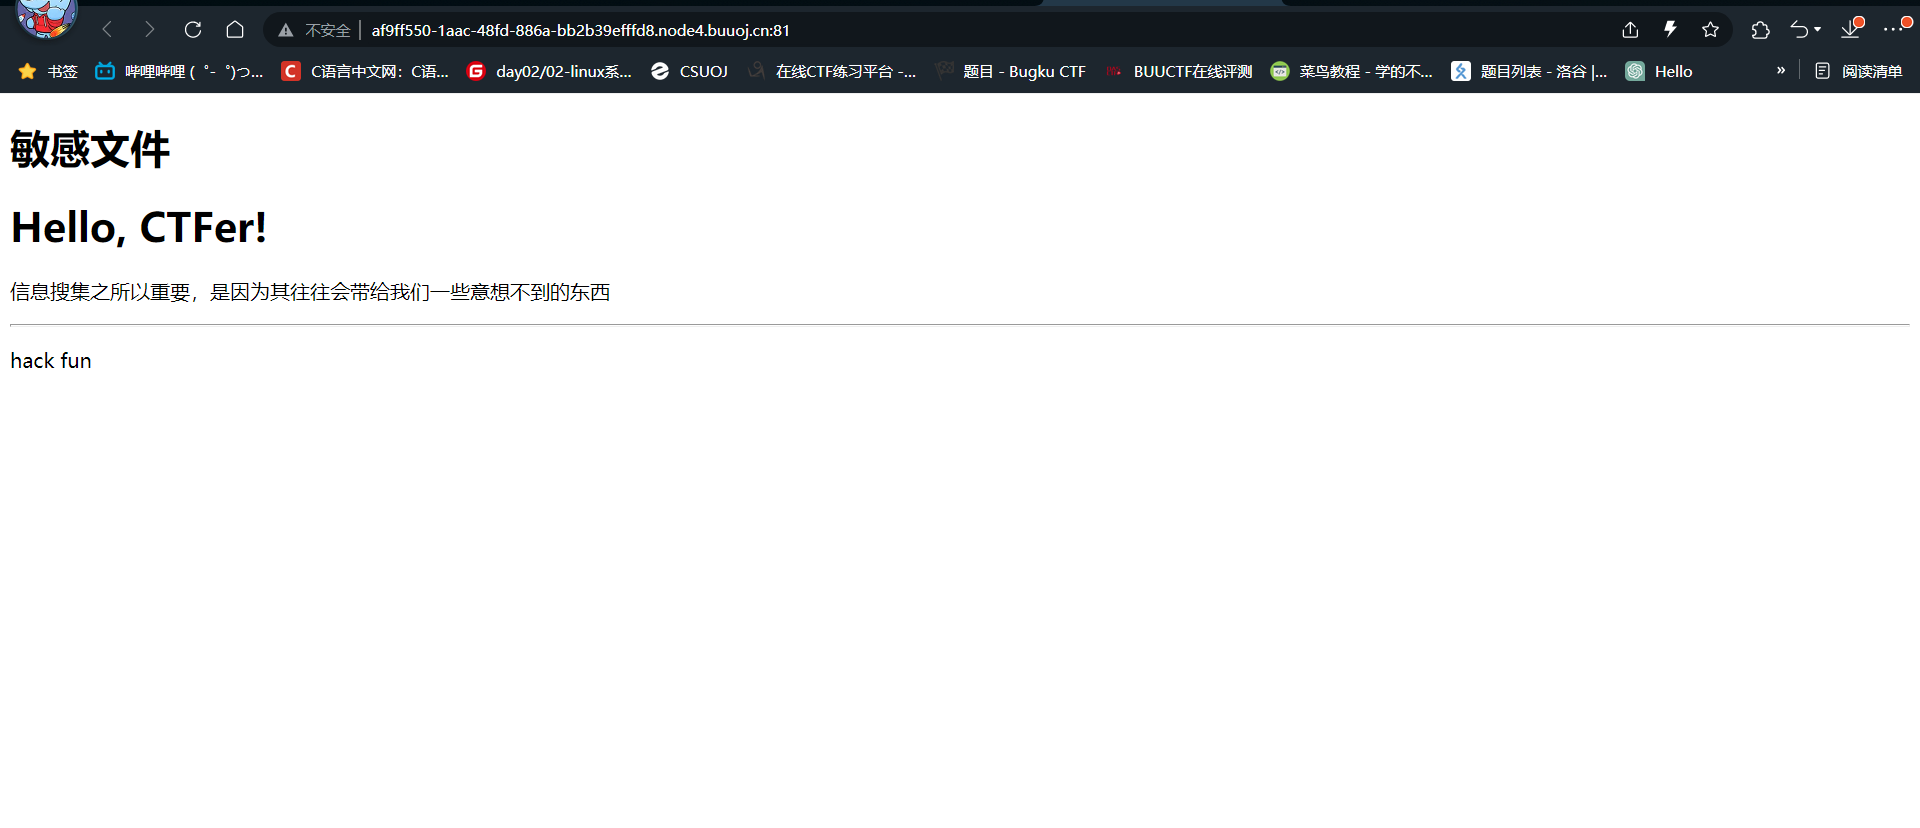 不安全 af9ff550-1aac-48fd-886a-bb2b39efffd8.node4.buuoj.cn:81
书签 哔哩哔哩 (゜-゜)つ... C C语言中文网：C语... G day02/02-linux系... CSUOJ 在线CTF练习平台 -... 题目 - Bugku CTF BUUCTF在线评测 菜鸟教程 - 学的不... 题目列表 - 洛谷 |... Hello » 阅读清单
敏感文件
Hello, CTFer!
信息搜集之所以重要，是因为其往往会带给我们一些意想不到的东西
hack fun